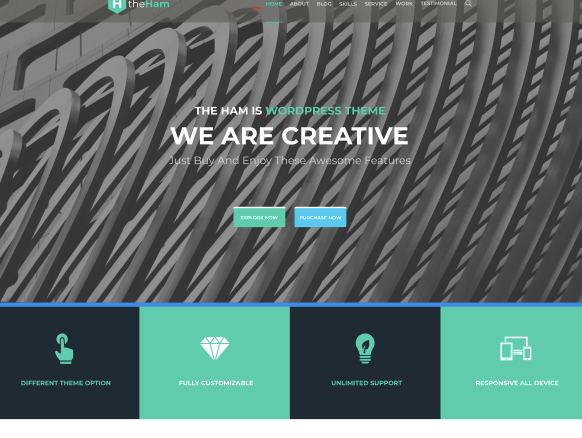 H theHam
HOME ABOUT BLOG SKILLS SERVICE WORK TESTIMONIAL
THE HAM IS WORDPRESS THEME
WE ARE CREATIVE
Just Buy And Enjoy These Awesome Features
EXPLORE NOW PURCHASE NOW
DIFFERENT THEME OPTION FULLY CUSTOMIZABLE UNLIMITED SUPPORT RESPONSIVE ALL DEVICE